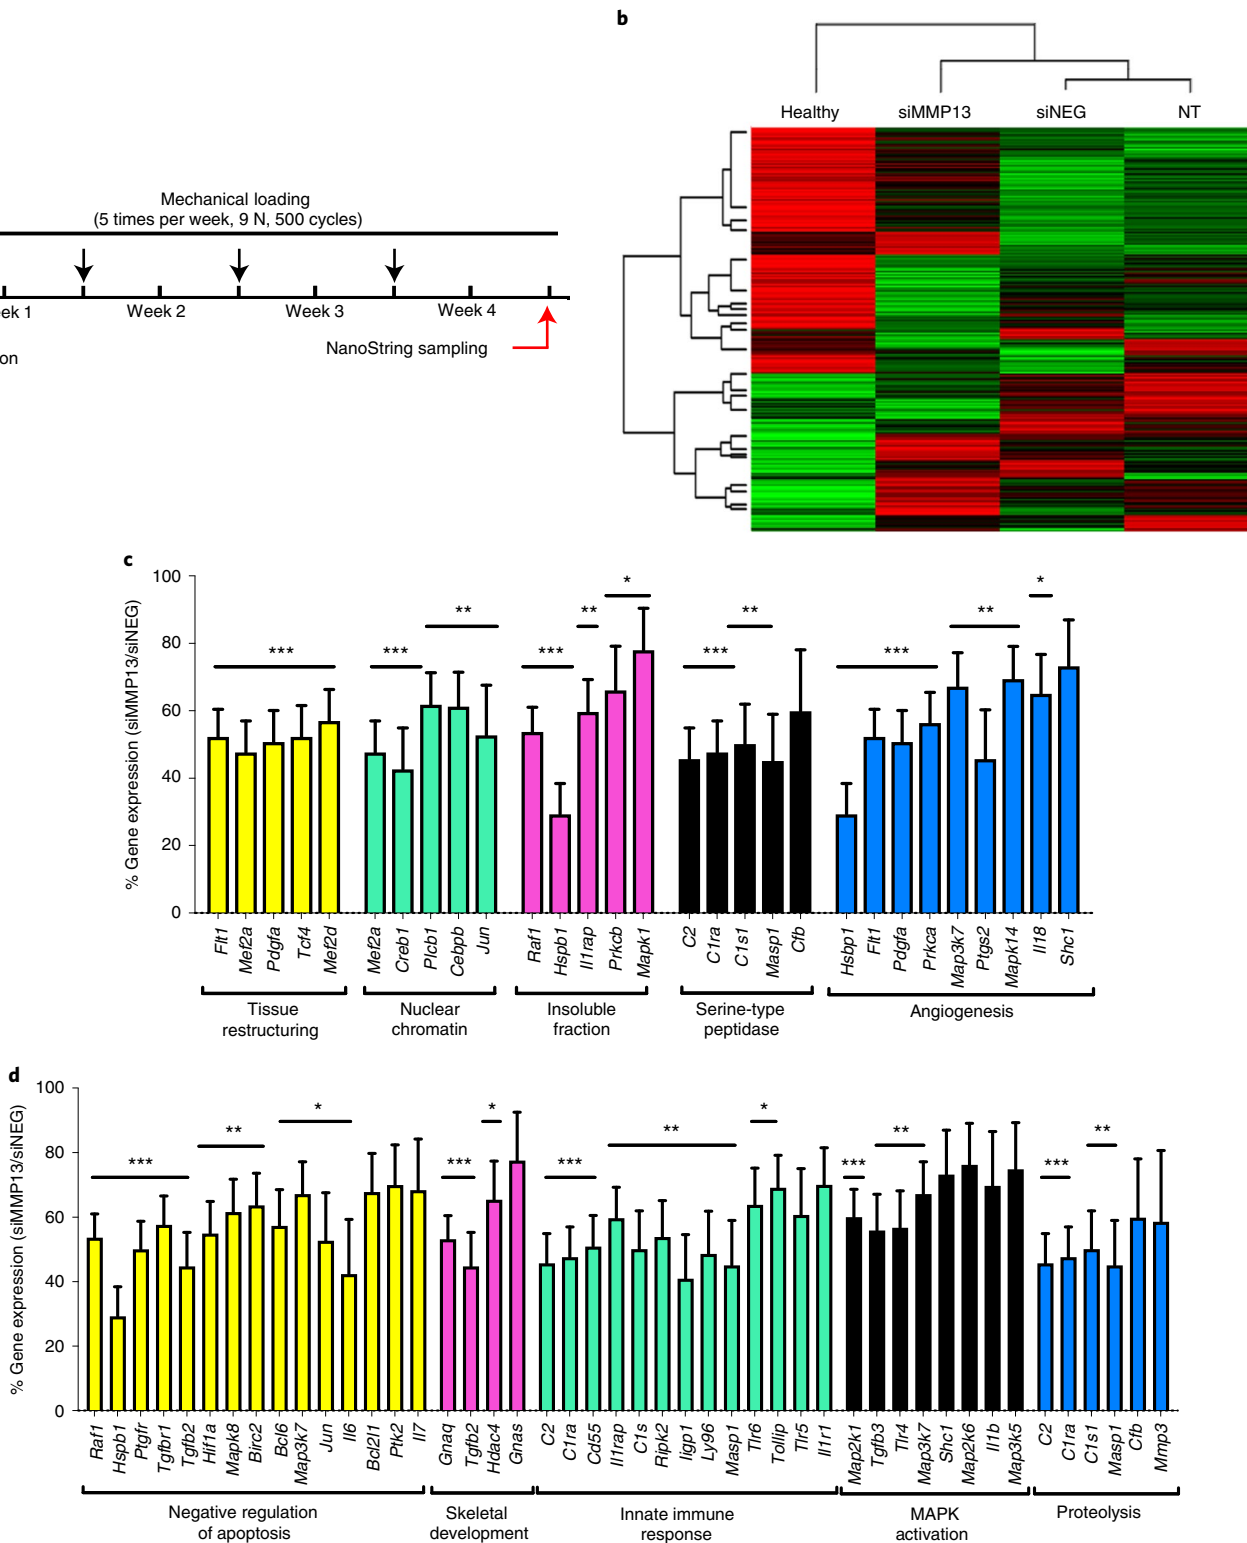 b
Healthy siMMP13 siNEG NT
Mechanical loading
(5 times per week, 9 N, 500 cycles)
ek 1 Week 2 Week 3 Week 4
NanoString sampling
on
c
% Gene expression (siMMP13/siNEG)
100
80
60
40
20
0
*** *** ** *** ** * *** ** *** ** *
Flt1 Mef2a Pdgfa Tcf4 Mef2d Mef2a Creb1 Plcb1 Cebpb Jun Raf1 Hspb1 Il1rap Prkcb Mapk1 C2 C1ra C1s1 Masp1 Cfb Hsbp1 Flt1 Pdgfa Prkca Map3k7 Ptgs2 Mapk14 Il18 Shc1
Tissue
restructuring
Nuclear
chromatin
Insoluble
fraction
Serine-type
peptidase
Angiogenesis
d
% Gene expression (siMMP13/siNEG)
100
80
60
40
20
0
*** ** * *** * *** ** * *** ** *** **
Raf1 Hspb1 Ptgfr Tgfbr1 Tgfb2 Hif1a Mapk8 Birc2 Bcl6 Map3k7 Jun Il6 Bcl2l1 Ptk2 Il7 Gnaq Tgfb2 Hdac4 Gnas C2 C1ra Cd55 Il1rap C1s Ripk2 Iigp1 Ly96 Masp1 Tlr6 Tollip Tlr5 Il1r1 Map2k1 Tgfb3 Tlr4 Map3k7 Shc1 Map2k6 Il1b Map3k5 C2 C1ra C1s1 Masp1 Cfb Mmp3
Negative regulation
of apoptosis
Skeletal
development
Innate immune
response
MAPK
activation
Proteolysis